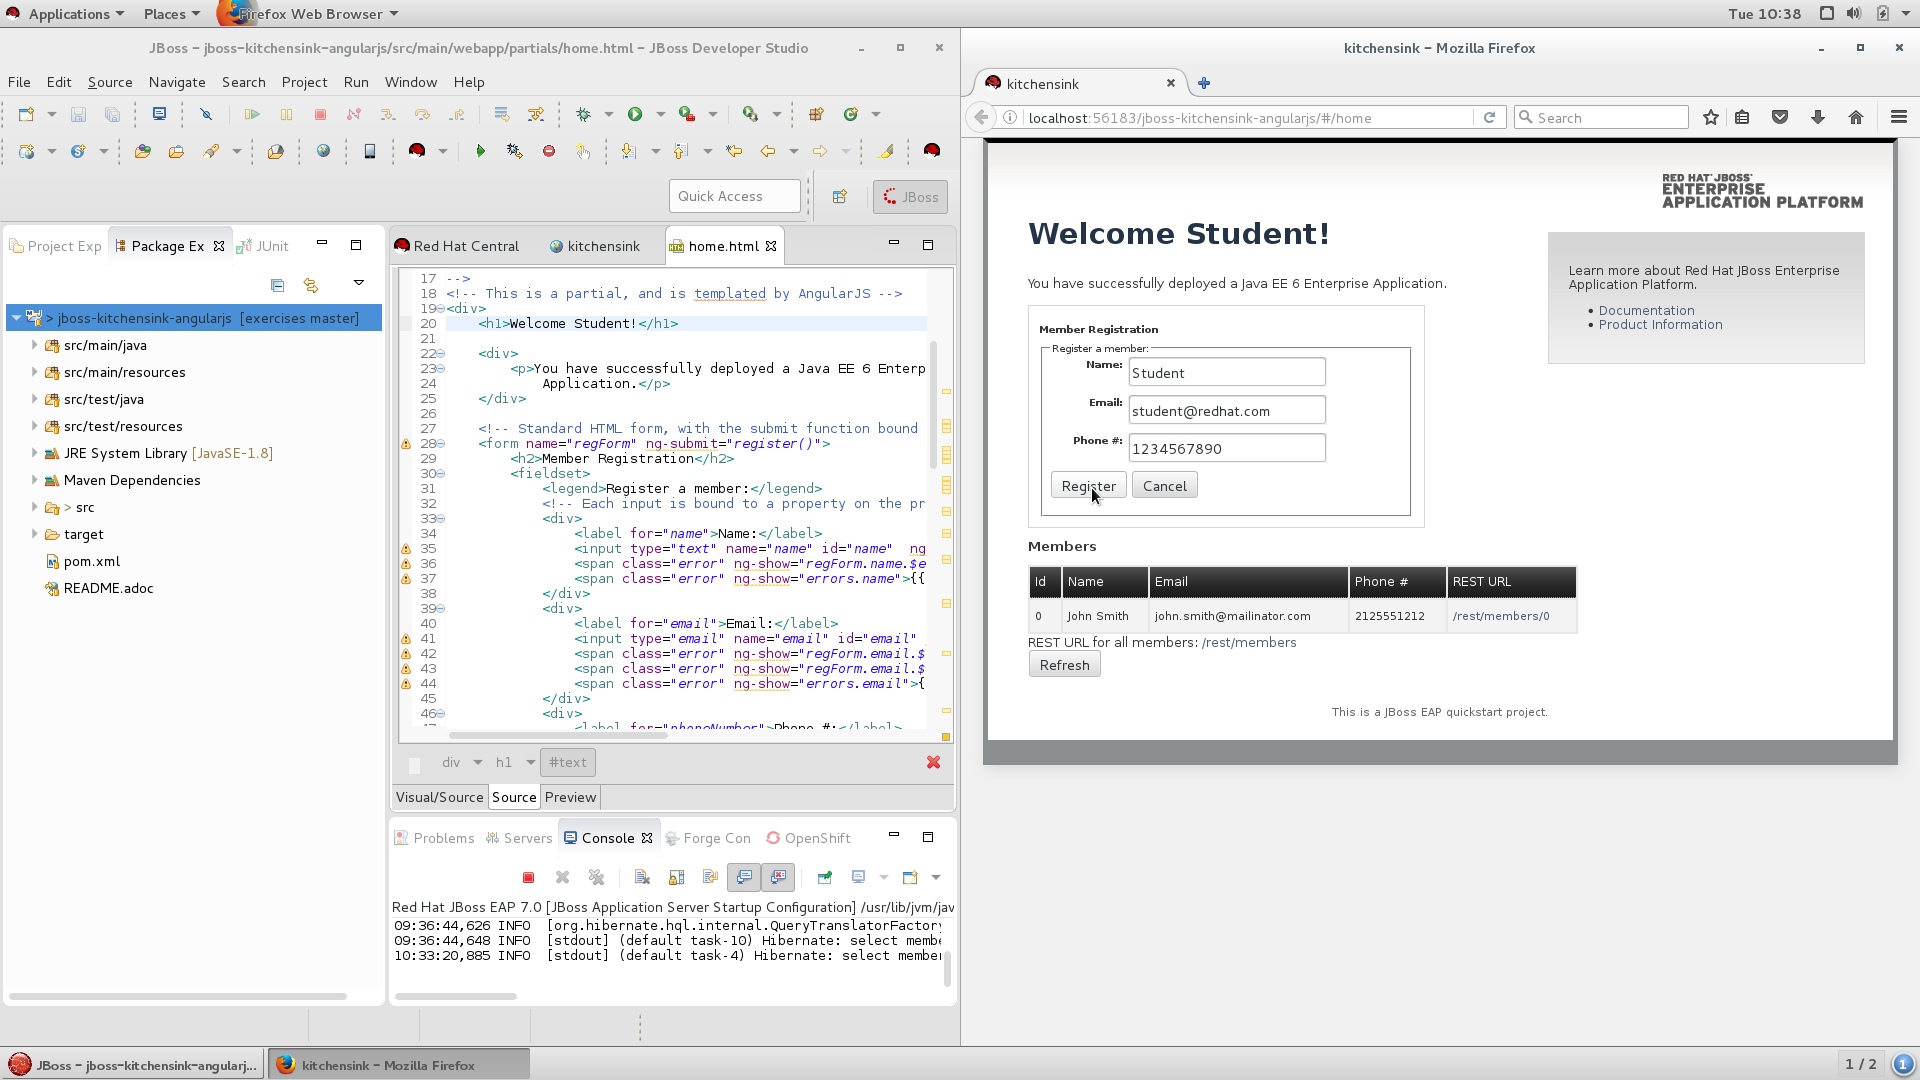 Applications
Places
Firefox Web Browser
Tue 10:38
JBoss – jboss-kitchensink-angularjs/src/main/webapp/partials/home.html – JBoss Developer Studio
File Edit Source Navigate Search Project Run Window Help
Quick Access
JBoss
Project Exp
Package Ex
JUnit
> jboss-kitchensink-angularjs [exercises master]
src/main/java
src/main/resources
src/test/java
src/test/resources
JRE System Library [JavaSE-1.8]
Maven Dependencies
> src
target
pom.xml
README.adoc
Red Hat Central
kitchensink
home.html
17 -->
18 <!-- This is a partial, and is templated by AngularJS -->
19 <div>
20 <h1>Welcome Student!</h1>
21
22 <div>
23 <p>You have successfully deployed a Java EE 6 Enterp
24 Application.</p>
25 </div>
26
27 <!-- Standard HTML form, with the submit function bound
28 <form name="regForm" ng-submit="register()">
29 <h2>Member Registration</h2>
30 <fieldset>
31 <legend>Register a member:</legend>
32 <!-- Each input is bound to a property on the pr
33 <div>
34 <label for="name">Name:</label>
35 <input type="text" name="name" id="name" ng
36 <span class="error" ng-show="regForm.name.$e
37 <span class="error" ng-show="errors.name">{{
38 </div>
39 <div>
40 <label for="email">Email:</label>
41 <input type="email" name="email" id="email"
42 <span class="error" ng-show="regForm.email.$
43 <span class="error" ng-show="regForm.email.$
44 <span class="error" ng-show="errors.email">{
45 </div>
46 <div>
47 <label for="phoneNumber">Phone #:</label>
div h1 #text
Visual/Source Source Preview
Problems Servers Console Forge Con OpenShift
Red Hat JBoss EAP 7.0 [JBoss Application Server Startup Configuration] /usr/lib/jvm/jav
09:36:44,626 INFO [org.hibernate.hql.internal.QueryTranslatorFactory
09:36:44,648 INFO [stdout] (default task-10) Hibernate: select membe
10:33:20,885 INFO [stdout] (default task-4) Hibernate: select member
kitchensink – Mozilla Firefox
kitchensink
localhost:56183/jboss-kitchensink-angularjs/#/home
Search
RED HAT JBOSS
ENTERPRISE
APPLICATION PLATFORM
Welcome Student!
You have successfully deployed a Java EE 6 Enterprise Application.
Learn more about Red Hat JBoss Enterprise
Application Platform.
• Documentation
• Product Information
Member Registration
Register a member:
Name: Student
Email: student@redhat.com
Phone #: 1234567890
Register Cancel
Members
Id Name Email Phone # REST URL
0 John Smith john.smith@mailinator.com 2125551212 /rest/members/0
REST URL for all members: /rest/members
Refresh
This is a JBoss EAP quickstart project.
JBoss – jboss-kitchensink-angularj...
kitchensink – Mozilla Firefox
1 / 2
1